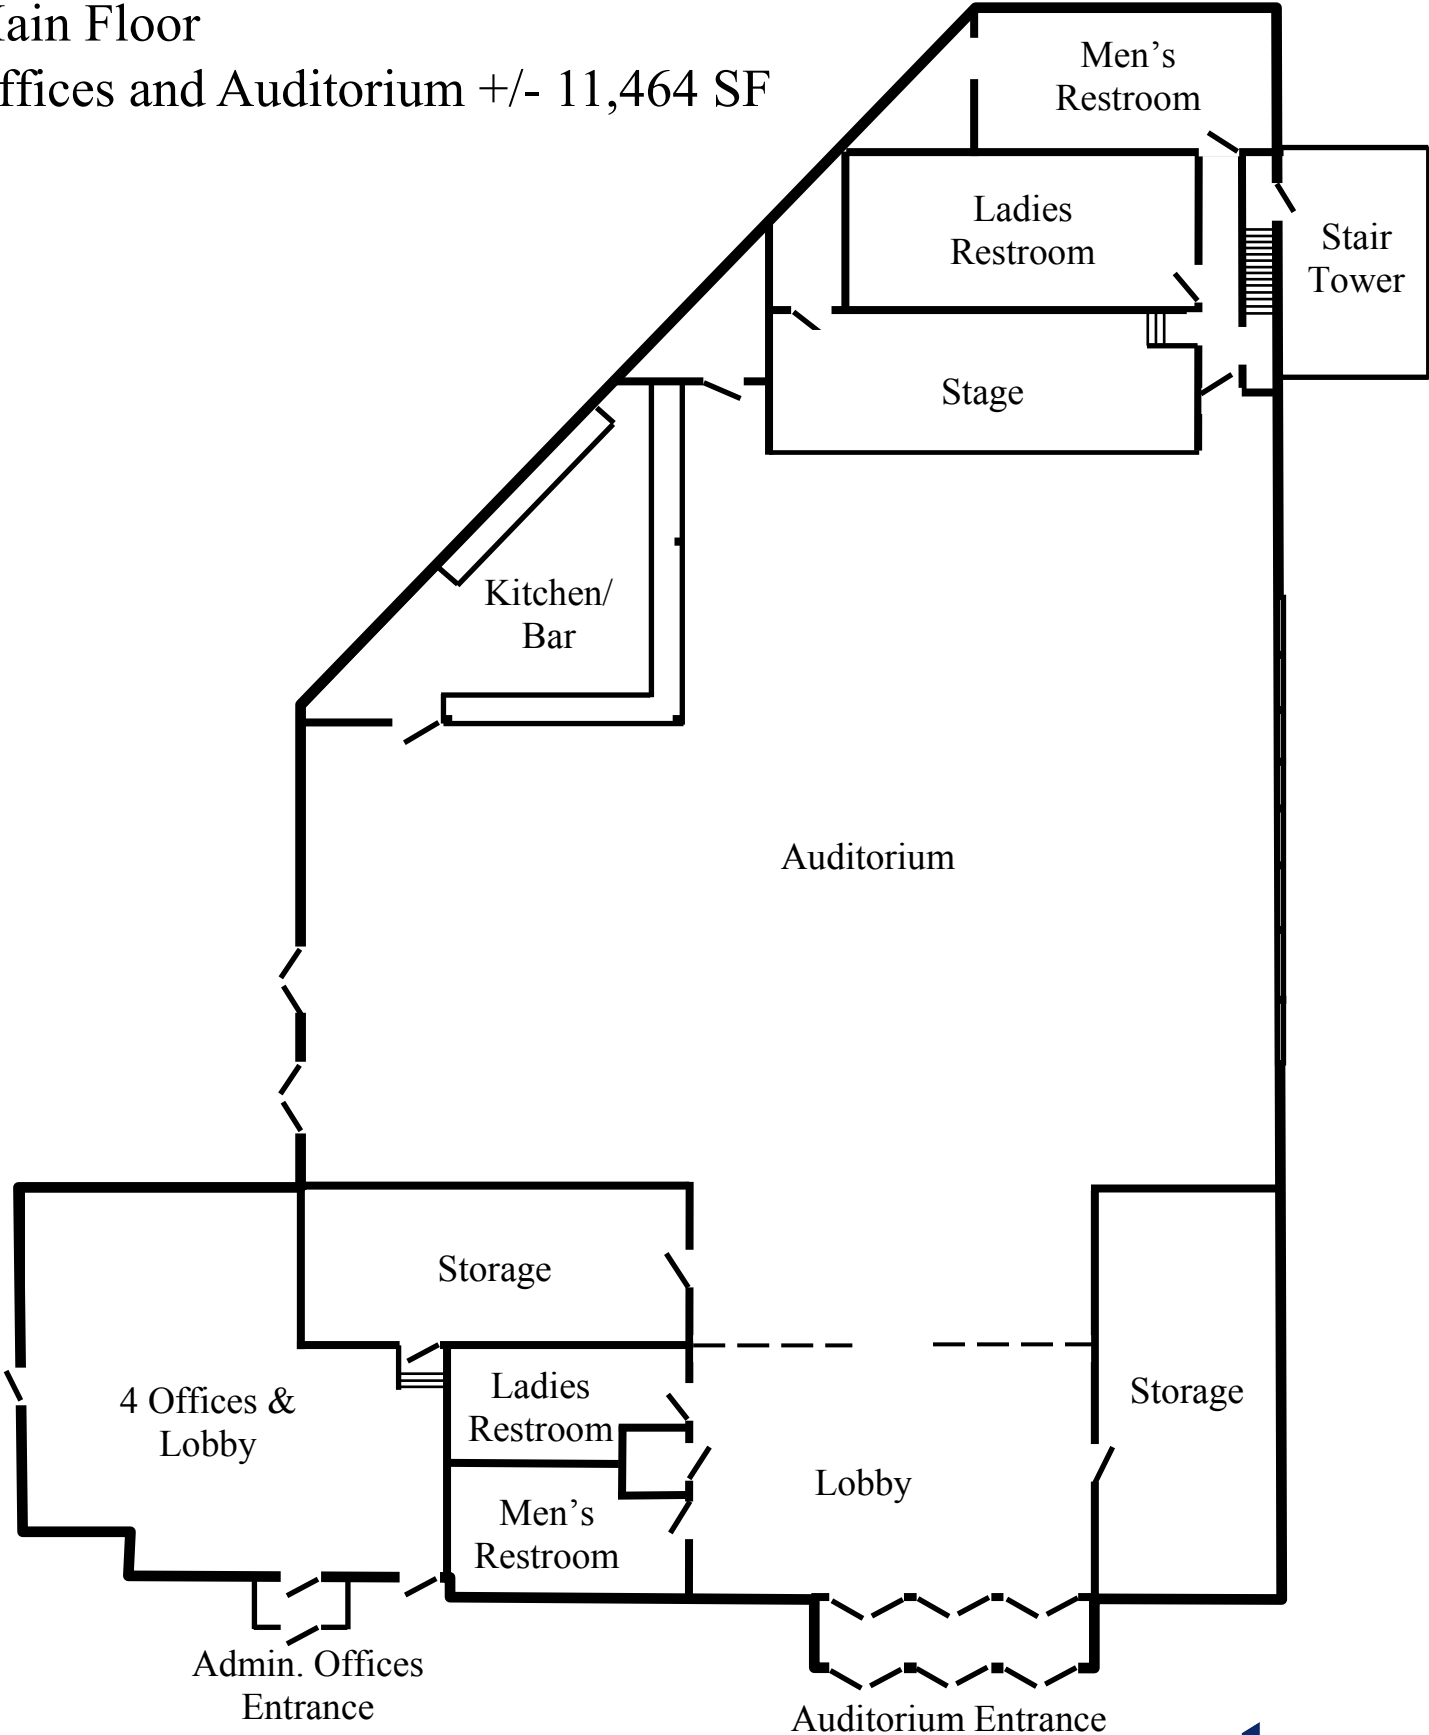 ain Floor
ffices and Auditorium +/- 11,464 SF
Men’s
Restroom
Ladies
Restroom
Stair
Tower
Stage
Kitchen/
Bar
Auditorium
Storage
4 Offices &
Lobby
Ladies
Restroom
Men’s
Restroom
Lobby
Storage
Admin. Offices
Entrance
Auditorium Entrance